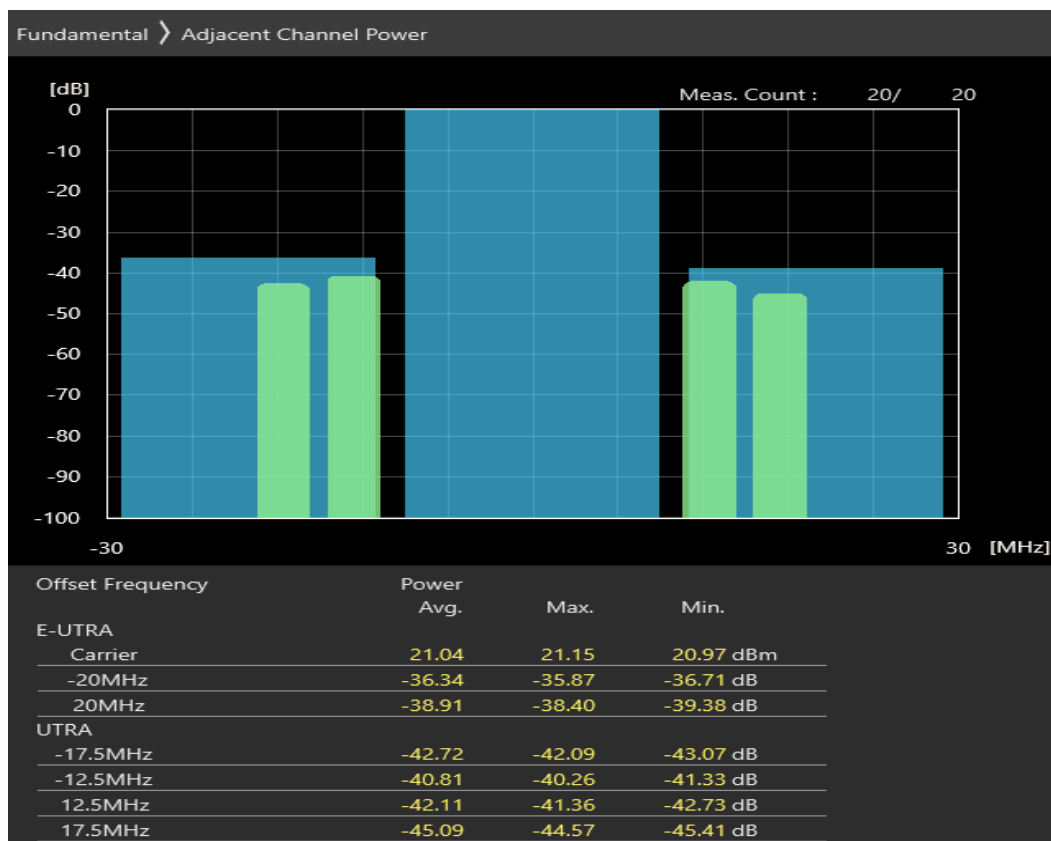 Fundamental 〉 Adjacent Channel Power
[dB]
Meas. Count : 20/ 20
0
-10
-20
-30
-40
-50
-60
-70
-80
-90
-100
-30 30 [MHz]
Offset Frequency Power
Avg. Max. Min.
E-UTRA
Carrier 21.04 21.15 20.97 dBm
-20MHz -36.34 -35.87 -36.71 dB
20MHz -38.91 -38.40 -39.38 dB
UTRA
-17.5MHz -42.72 -42.09 -43.07 dB
-12.5MHz -40.81 -40.26 -41.33 dB
12.5MHz -42.11 -41.36 -42.73 dB
17.5MHz -45.09 -44.57 -45.41 dB